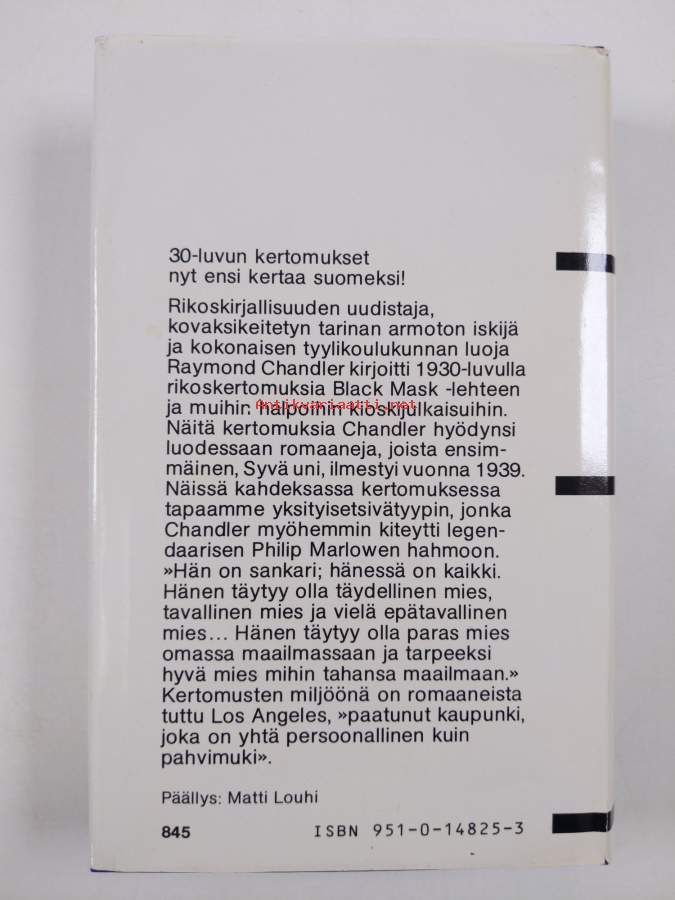 30-luvun kertomukset
nyt ensi kertaa suomeksi!
Rikoskirjallisuuden uudistaja,
kovaksikeitetyn tarinan armoton iskijä
ja kokonaisen tyylikoulukunnan luoja
Raymond Chandler kirjoitti 1930-luvulla
rikoskertomuksia Black Mask -lehteen
ja muihin halpoihin kioskijulkaisuihin.
Antikvariaatti.net
Näitä kertomuksia Chandler hyödynsi
luodessaan romaaneja, joista ensim-
mäinen, Syvä uni, ilmestyi vuonna 1939.
Näissä kahdeksassa kertomuksessa
tapaamme yksityisetsivätyypin, jonka
Chandler myöhemmin kiteytti legen-
daarisen Philip Marlowen hahmoon.
»Hän on sankari; hänessä on kaikki.
Hänen täytyy olla täydellinen mies,
tavallinen mies ja vielä epätavallinen
mies... Hänen täytyy olla paras mies
omassa maailmassaan ja tarpeeksi
hyvä mies mihin tahansa maailmaan.»
Kertomusten miljöönä on romaaneista
tuttu Los Angeles, »paatunut kaupunki,
joka on yhtä persoonallinen kuin
pahvimuki».
Päällys: Matti Louhi
845 ISBN 951-0-14825-3